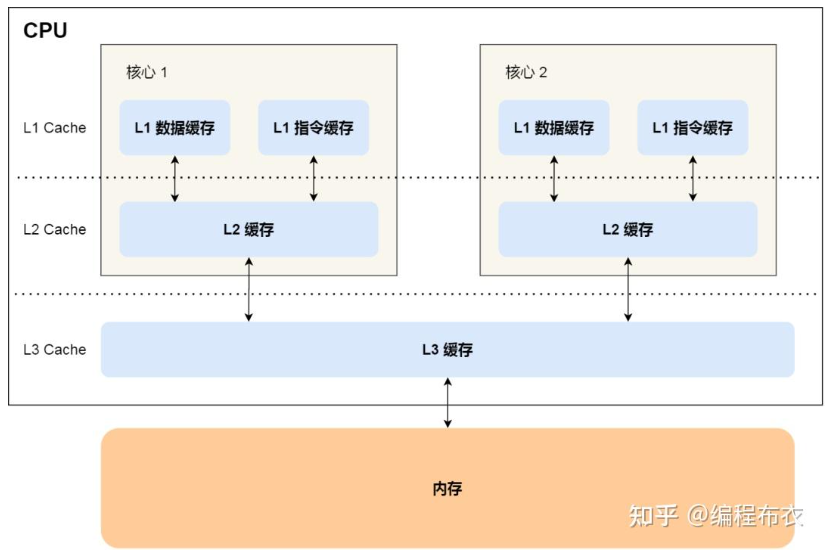 CPU
核心 1
核心 2
L1 Cache
L1 数据缓存
L1 指令缓存
L1 数据缓存
L1 指令缓存
L2 Cache
L2 缓存
L2 缓存
L3 Cache
L3 缓存
内存
知乎 @编程布衣